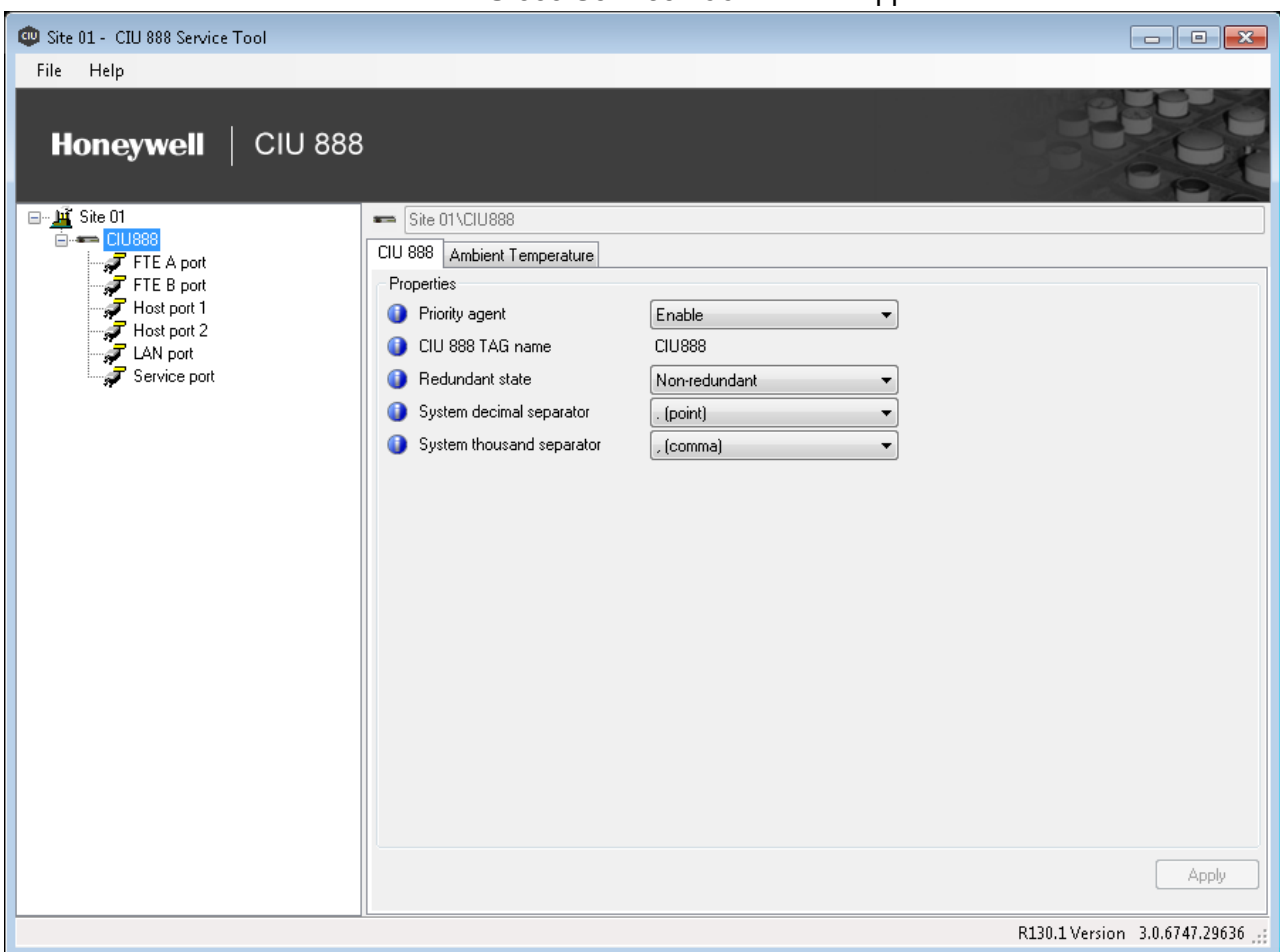 Site 01 - CIU 888 Service Tool
File Help
Honeywell | CIU 888
Site 01
CIU888
FTE A port
FTE B port
Host port 1
Host port 2
LAN port
Service port
Site 01\CIU888
CIU 888 Ambient Temperature
Properties
Priority agent Enable
CIU 888 TAG name CIU888
Redundant state Non-redundant
System decimal separator . (point)
System thousand separator , (comma)
Apply
R130.1 Version 3.0.6747.29636